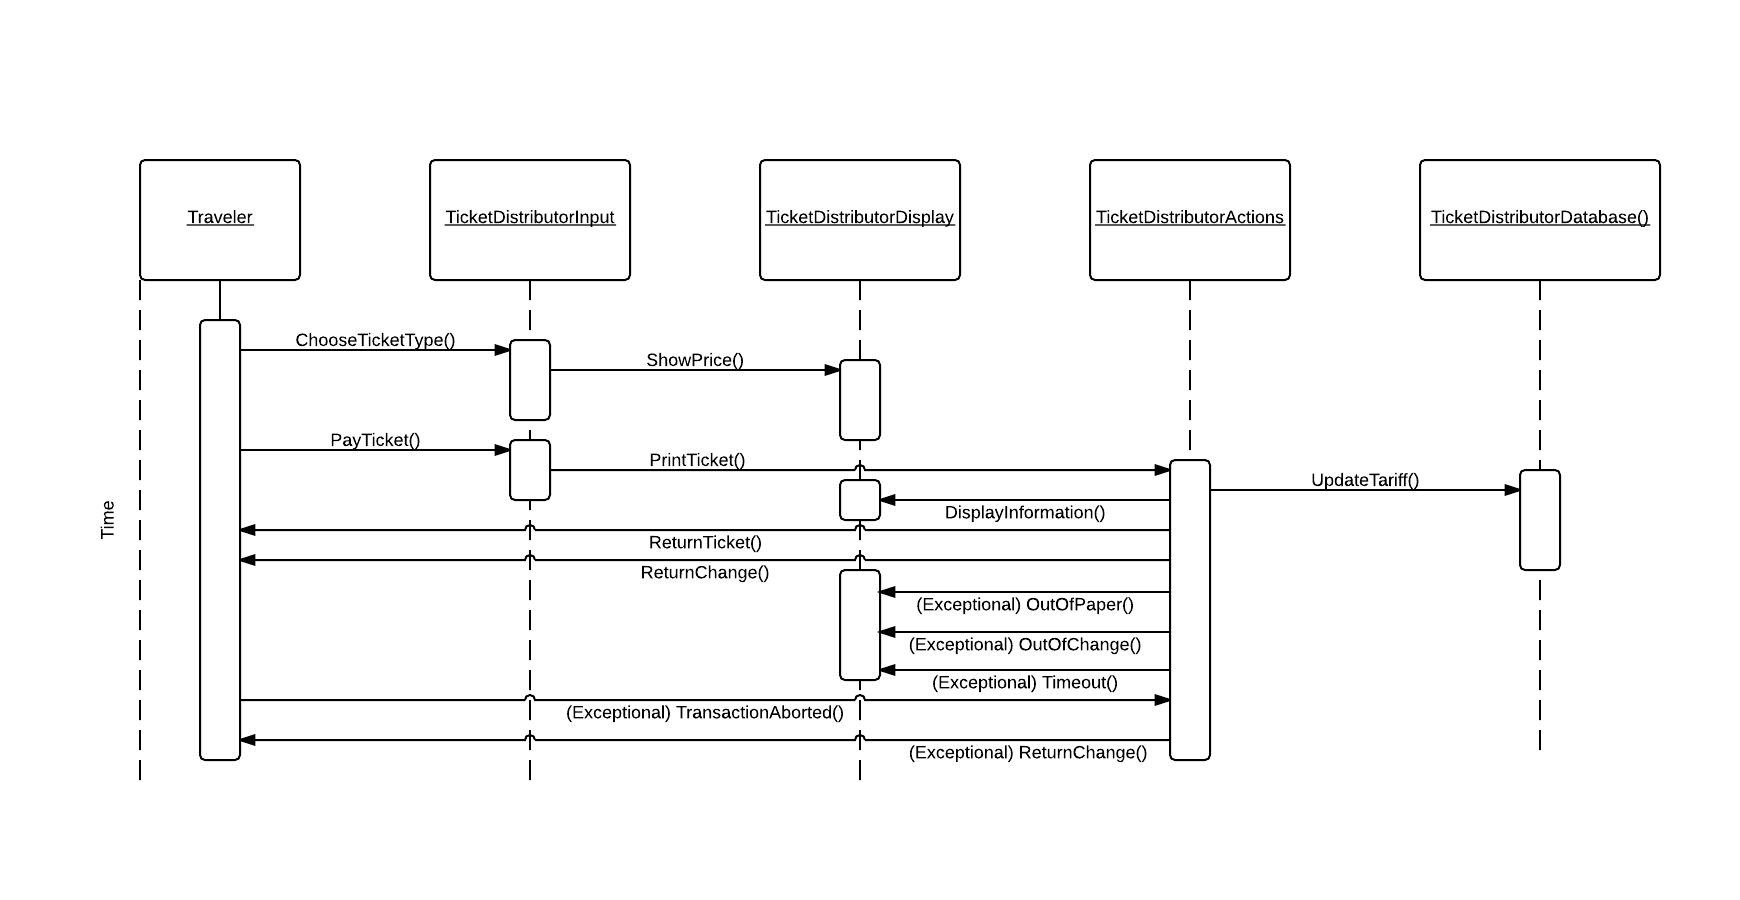 Traveler
TicketDistributorInput
TicketDistributorDisplay
TicketDistributorActions
TicketDistributorDatabase()
ChooseTicketType()
ShowPrice()
PayTicket()
PrintTicket()
UpdateTariff()
Time
DisplayInformation()
ReturnTicket()
ReturnChange()
(Exceptional) OutOfPaper()
(Exceptional) OutOfChange()
(Exceptional) Timeout()
(Exceptional) TransactionAborted()
(Exceptional) ReturnChange()